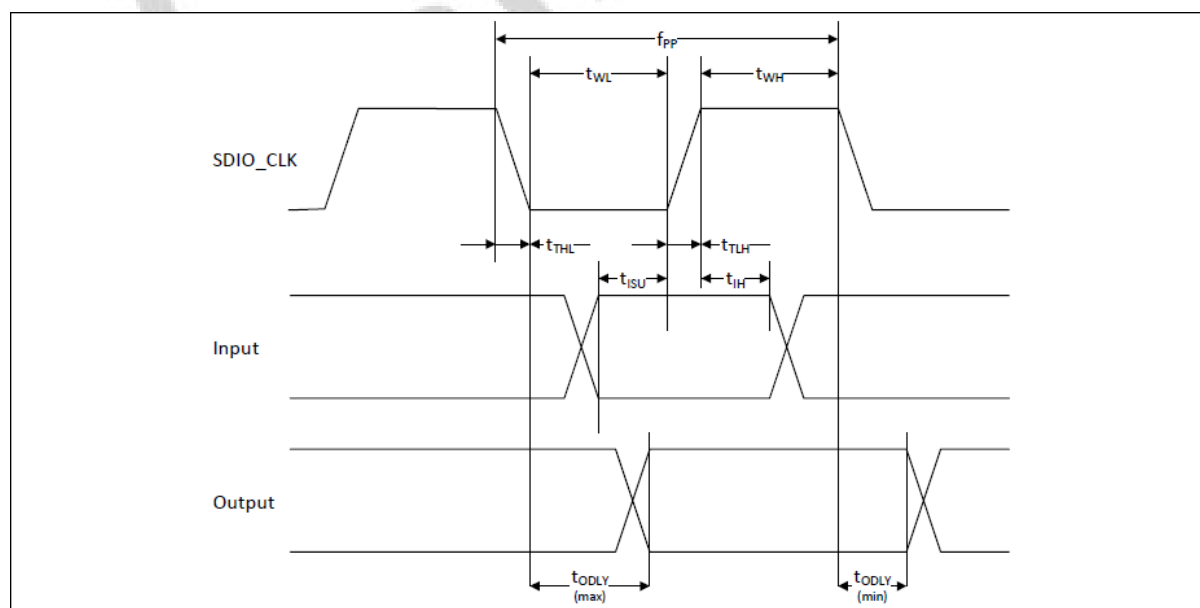 fPP
tWL
tWH
SDIO_CLK
tTHL
tTLH
tISU
tIH
Input
Output
tODLY
(max)
tODLY
(min)